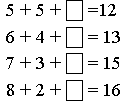 5 + 5 + □ =12
6 + 4 + □ = 13
7 + 3 + □ = 15
8 + 2 + □ = 16